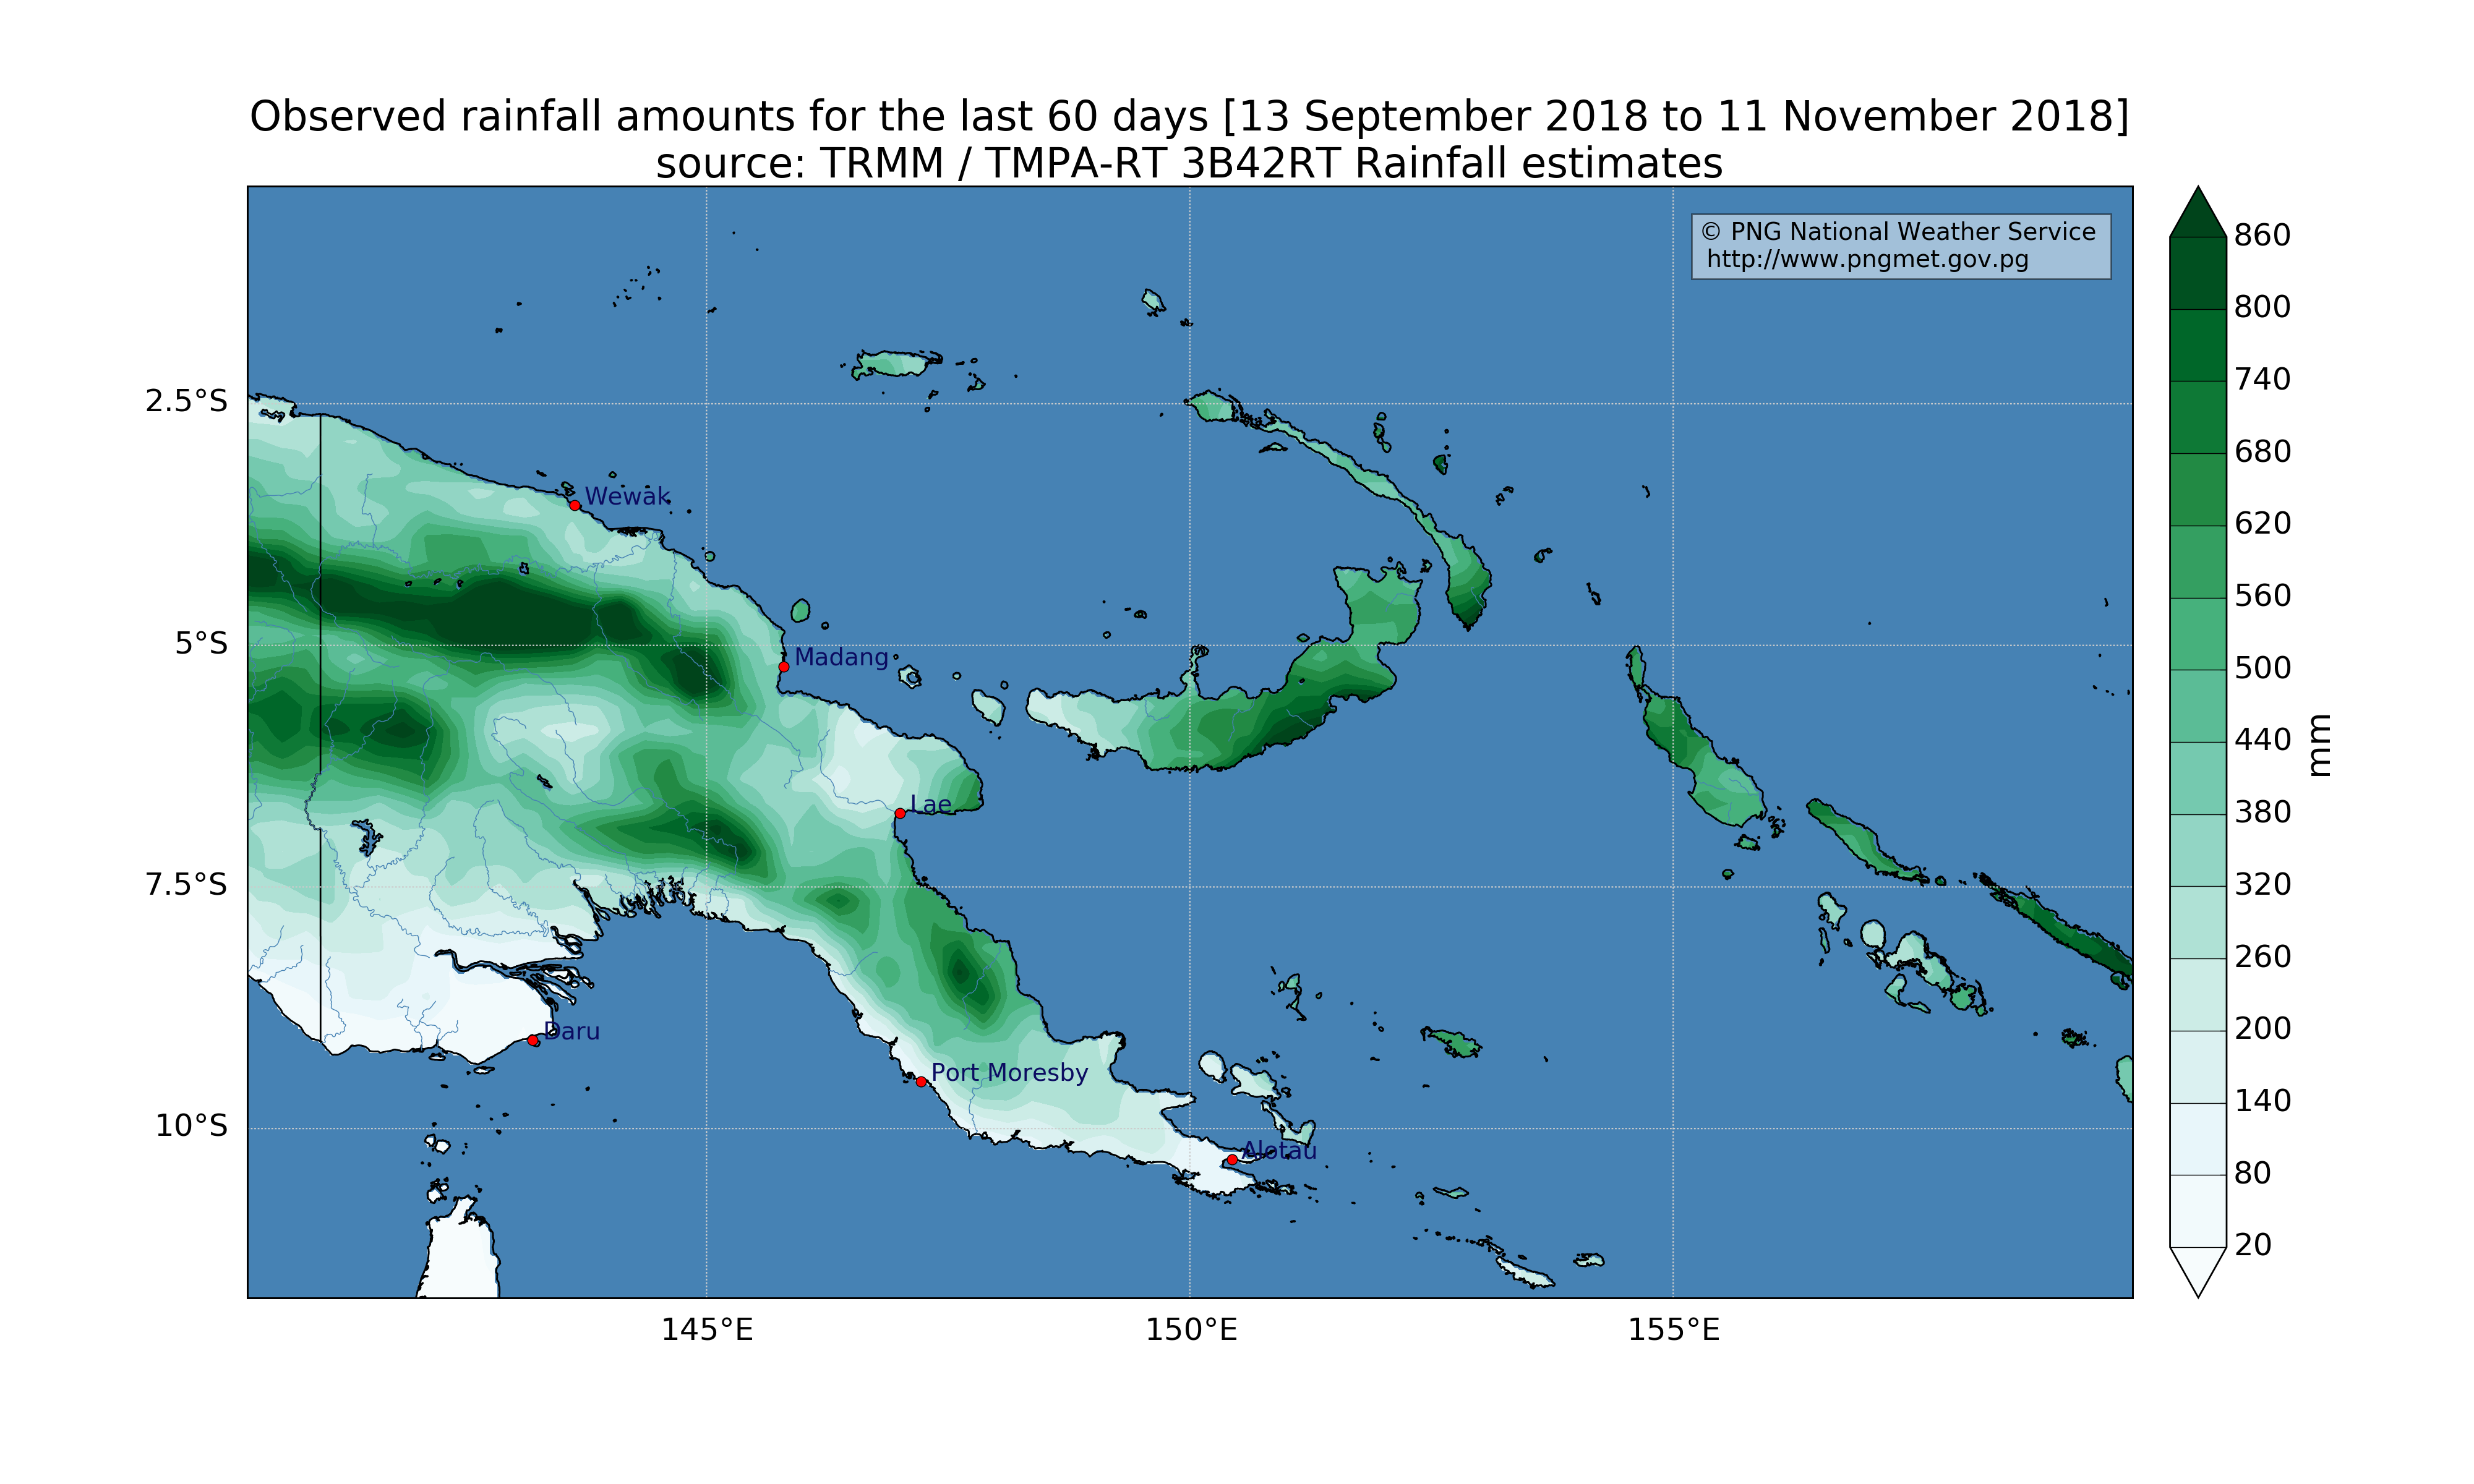 Observed rainfall amounts for the last 60 days [13 September 2018 to 11 November 2018]
source: TRMM / TMPA-RT 3B42RT Rainfall estimates
© PNG National Weather Service
http://www.pngmet.gov.pg
860
800
740
680
620
560
500
440
380
320
260
200
140
80
20
mm
2.5°S
5°S
7.5°S
10°S
Wewak
Madang
Lae
Daru
Port Moresby
Alotau
145°E
150°E
155°E